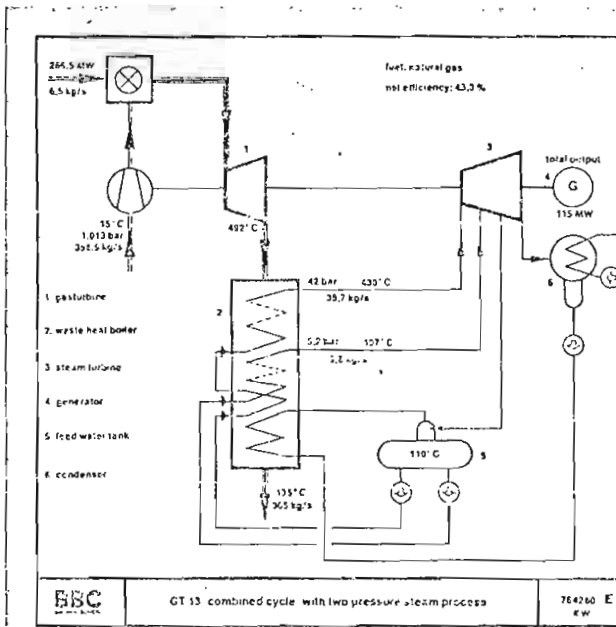 fuel: natural gas
net efficiency: 43,3 %
266,5 MW
6,5 kg/s
1
3
total output
4
G
115 MW
15°C
1,013 bar
358,5 kg/s
492°C
6
42 bar 430°C
35,7 kg/s
2
5,2 bar
110°C
5
135°C
365 kg/s
1 gasturbine
2 waste heat boiler
3 steam turbine
4 generator
5 feed water tank
6 condenser
BBC
GT 13 combined cycle with two pressure steam process
764260 E
KW